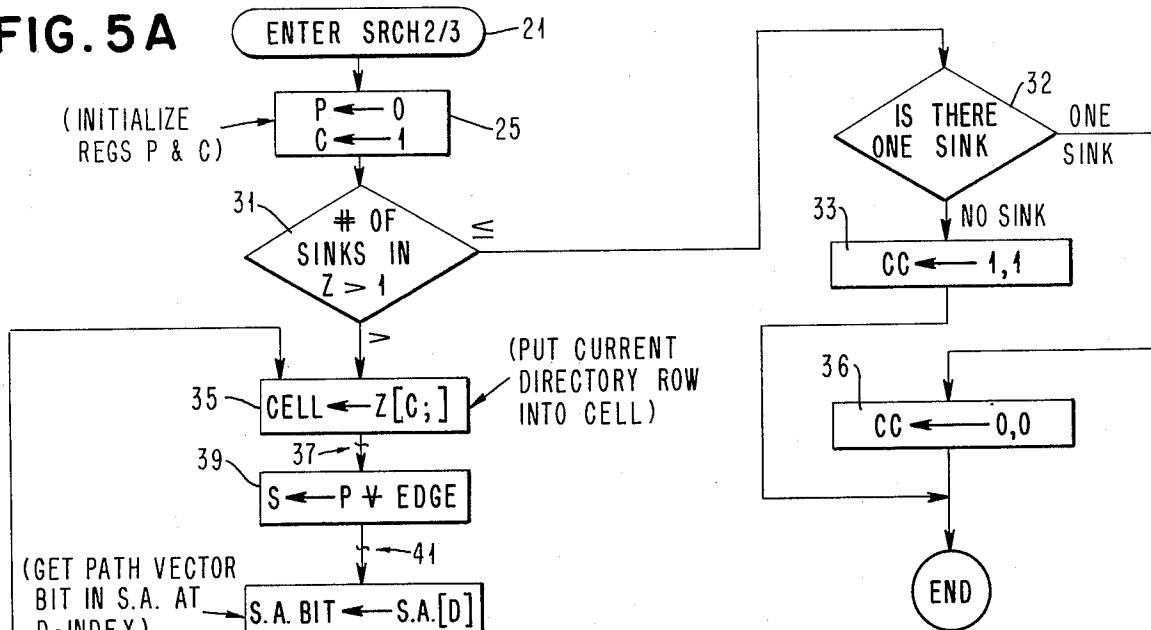 FIG. 5A
ENTER SRCH2/3
21
(INITIALIZE
REGS P & C)
P ← 0
C ← 1
25
31
# OF
SINKS IN
Z > 1
≤
>
32
IS THERE
ONE SINK
ONE
SINK
NO SINK
33
CC ← 1,1
36
CC ← 0,0
END
35
CELL ← Z[C;]
(PUT CURRENT
DIRECTORY ROW
INTO CELL)
37
39
S ← P ⊻ EDGE
41
(GET PATH VECTOR
BIT IN S.A. AT
D-INDEX)
S.A. BIT ← S.A.[D]